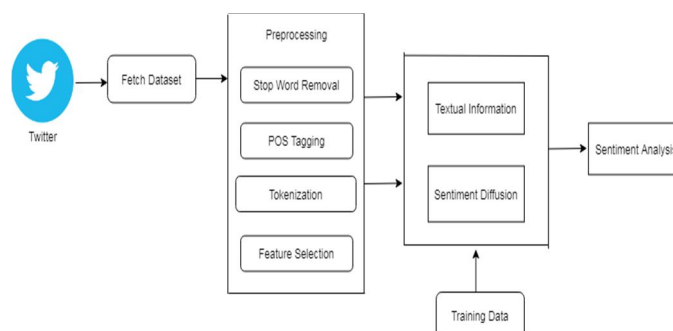 Preprocessing
Fetch Dataset
Stop Word Removal
Textual Information
Twitter
POS Tagging
Sentiment Analysis
Tokenization
Sentiment Diffusion
Feature Selection
Training Data